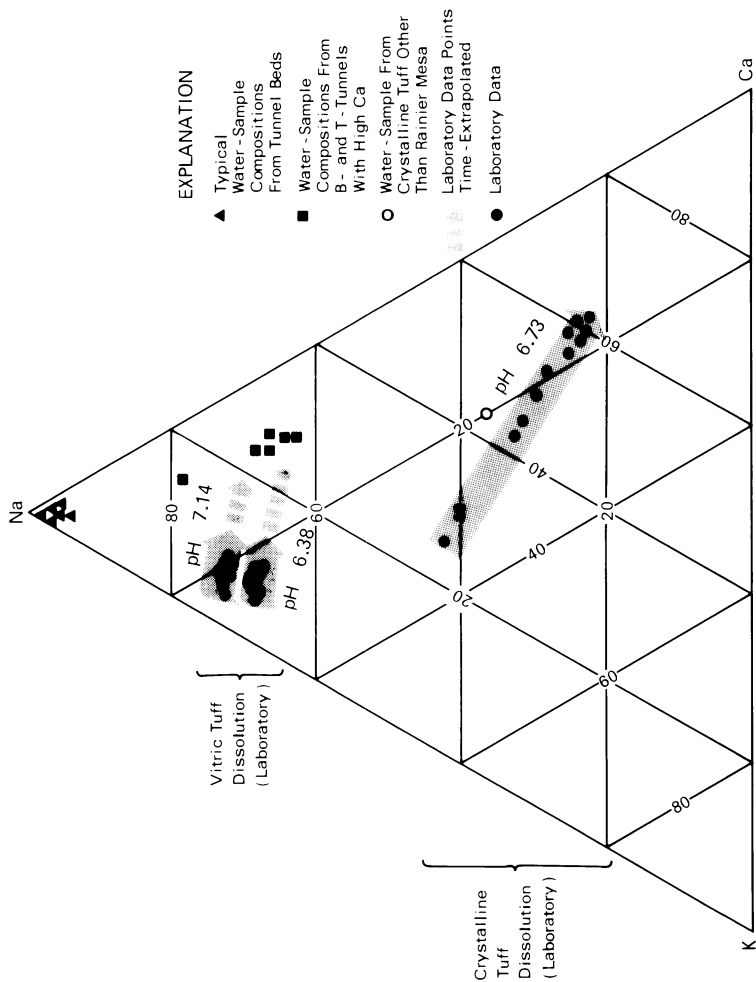 Na
EXPLANATION
Typical
Water - Sample
Compositions
From Tunnel Beds
Water - Sample
Compositions From
B - and T - Tunnels
With High Ca
Water - Sample From
Crystalline Tuff Other
Than Rainier Mesa
Laboratory Data Points
Time - Extrapolated
Laboratory Data
80
pH 7.14
pH 6.38
60
Vitric Tuff
Dissolution
(Laboratory)
20
pH 6.73
20
40
40
20
60
60
80
80
Crystalline
Tuff
Dissolution
(Laboratory)
K
Ca